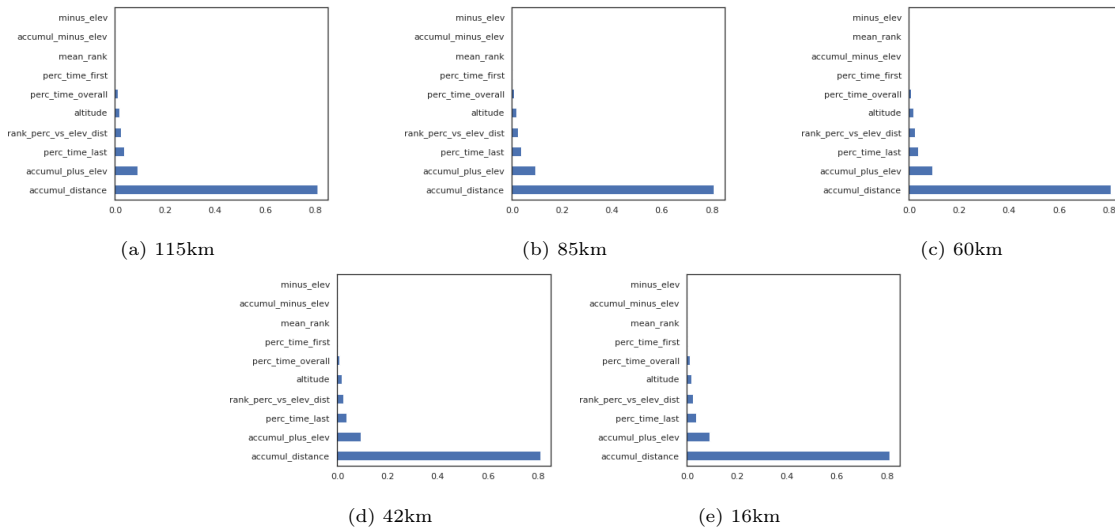 minus_elev
accumul_minus_elev
mean_rank
perc_time_first
perc_time_overall
altitude
rank_perc_vs_elev_dist
perc_time_last
accumul_plus_elev
accumul_distance
0.0 0.2 0.4 0.6 0.8
(a) 115km
minus_elev
accumul_minus_elev
mean_rank
perc_time_first
perc_time_overall
altitude
rank_perc_vs_elev_dist
perc_time_last
accumul_plus_elev
accumul_distance
0.0 0.2 0.4 0.6 0.8
(b) 85km
minus_elev
mean_rank
accumul_minus_elev
perc_time_first
perc_time_overall
altitude
rank_perc_vs_elev_dist
perc_time_last
accumul_plus_elev
accumul_distance
0.0 0.2 0.4 0.6 0.8
(c) 60km
minus_elev
accumul_minus_elev
mean_rank
perc_time_first
perc_time_overall
altitude
rank_perc_vs_elev_dist
perc_time_last
accumul_plus_elev
accumul_distance
0.0 0.2 0.4 0.6 0.8
(d) 42km
minus_elev
accumul_minus_elev
mean_rank
perc_time_first
perc_time_overall
altitude
rank_perc_vs_elev_dist
perc_time_last
accumul_plus_elev
accumul_distance
0.0 0.2 0.4 0.6 0.8
(e) 16km